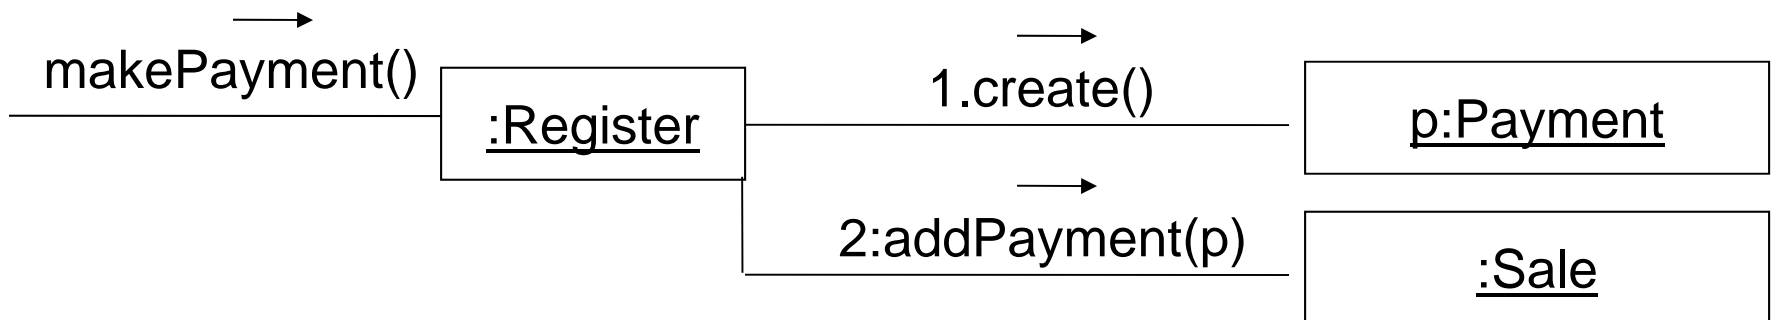 makePayment()
:Register
1.create()
p:Payment
2:addPayment(p)
:Sale